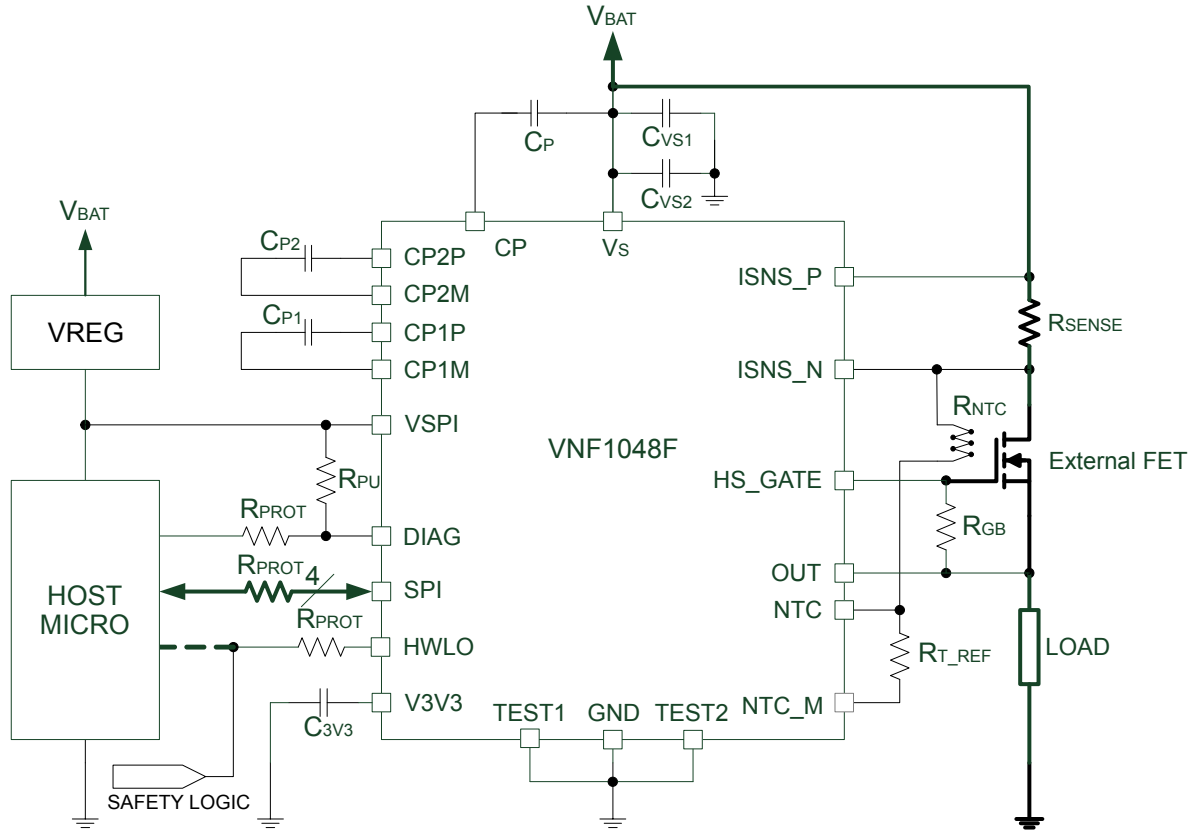 VBAT
CP
CVS1
CVS2
VBAT
CP
VS
CP2
CP2P
CP2M
ISNS_P
VREG
CP1
CP1P
CP1M
RSENSE
ISNS_N
RNTC
VSPI
VNF1048F
RPU
HS_GATE
External FET
RPROT
DIAG
RGB
RPROT
4
SPI
OUT
HOST
MICRO
NTC
RPROT
HWLO
RT_REF
LOAD
V3V3
C3V3
TEST1
GND
TEST2
NTC_M
SAFETY LOGIC